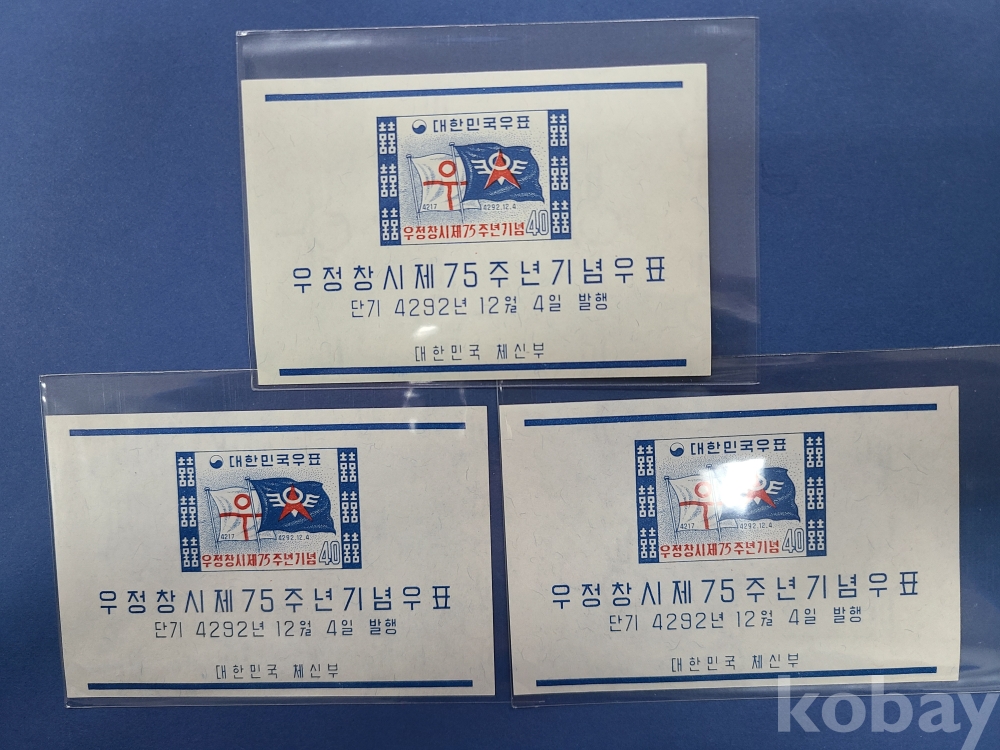 대한민국우표
우
4217
4292.12.4
우정창시제75주년기념
40
우정창시제75주년기념우표
단기 4292년 12월 4일 발행
대한민국 체신부
대한민국우표
우
4217
4292.12.4
우정창시제75주년기념
40
우정창시제75주년기념우표
단기 4292년 12월 4일 발행
대한민국 체신부
대한민국우표
우
4217
4292.12.4
우정창시제75주년기념
40
우정창시제75주년기념우표
단기 4292년 12월 4일 발행
대한민국 체신부
kobay